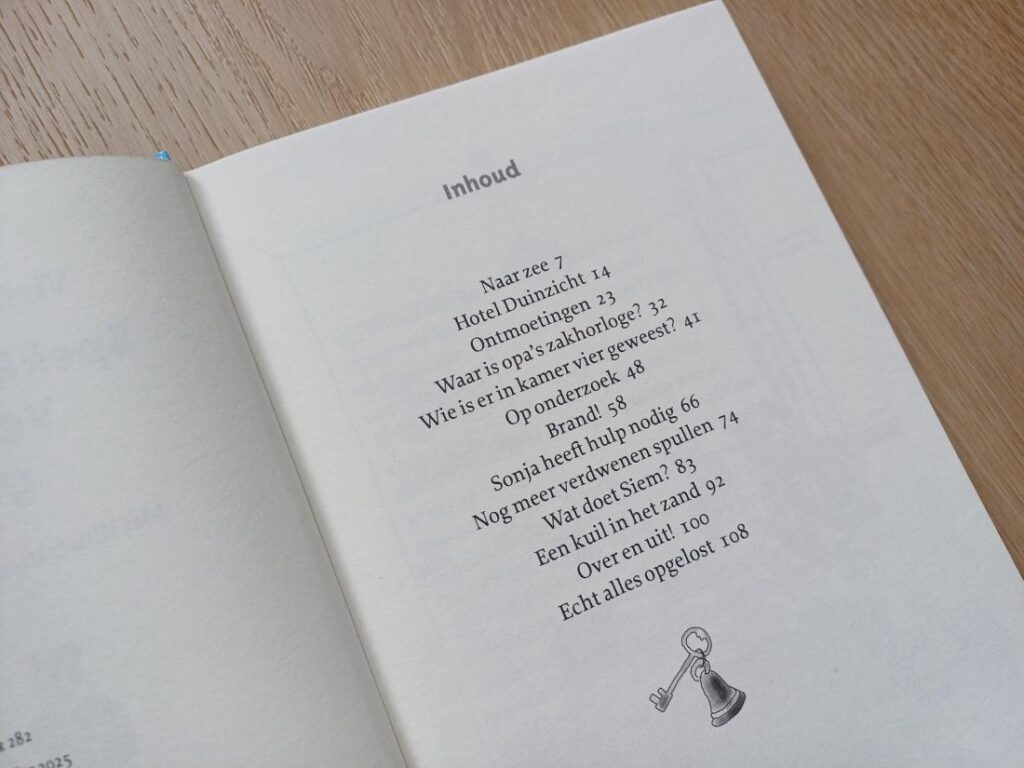 Inhoud
Naar zee 7
Hotel Duinzicht 14
Ontmoetingen 23
Waar is opa's zakhorloge? 32
Wie is er in kamer vier geweest? 41
Op onderzoek 48
Brand! 58
Sonja heeft hulp nodig 66
Nog meer verdwenen spullen 74
Wat doet Siem? 83
Een kuil in het zand 92
Over en uit! 100
Echt alles opgelost 108
282
2025